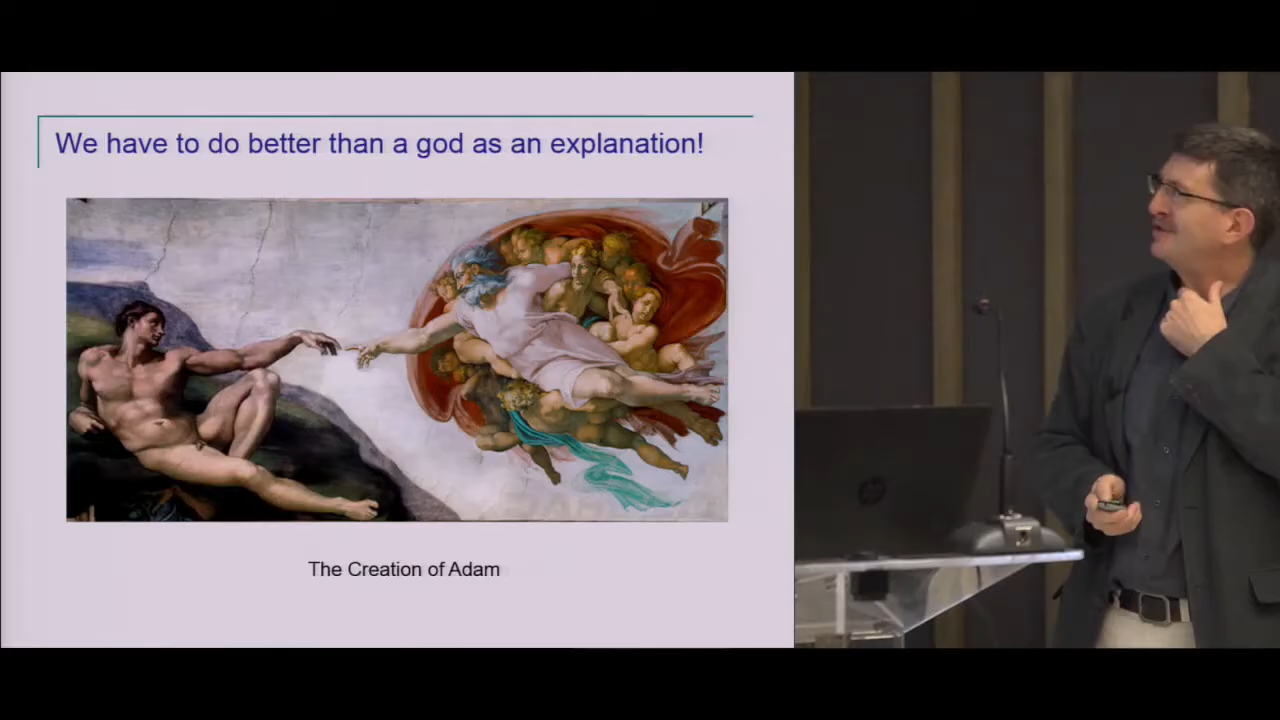 We have to do better than a god as an explanation!
The Creation of Adam